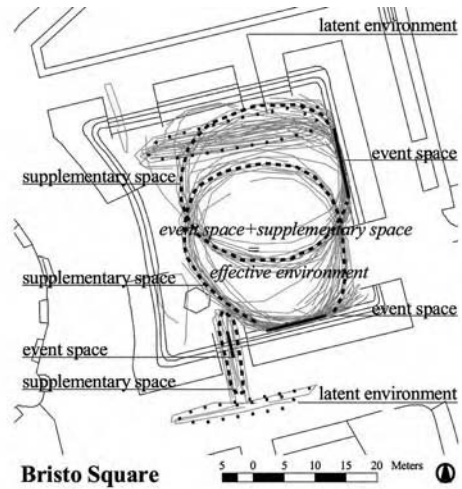 latent environment
event space
supplementary space
event space+supplementary space
=
effective environment
supplementary space
event space
event space
supplementary space
latent environment
Bristo Square
5 0 5 10 15 20 Meters